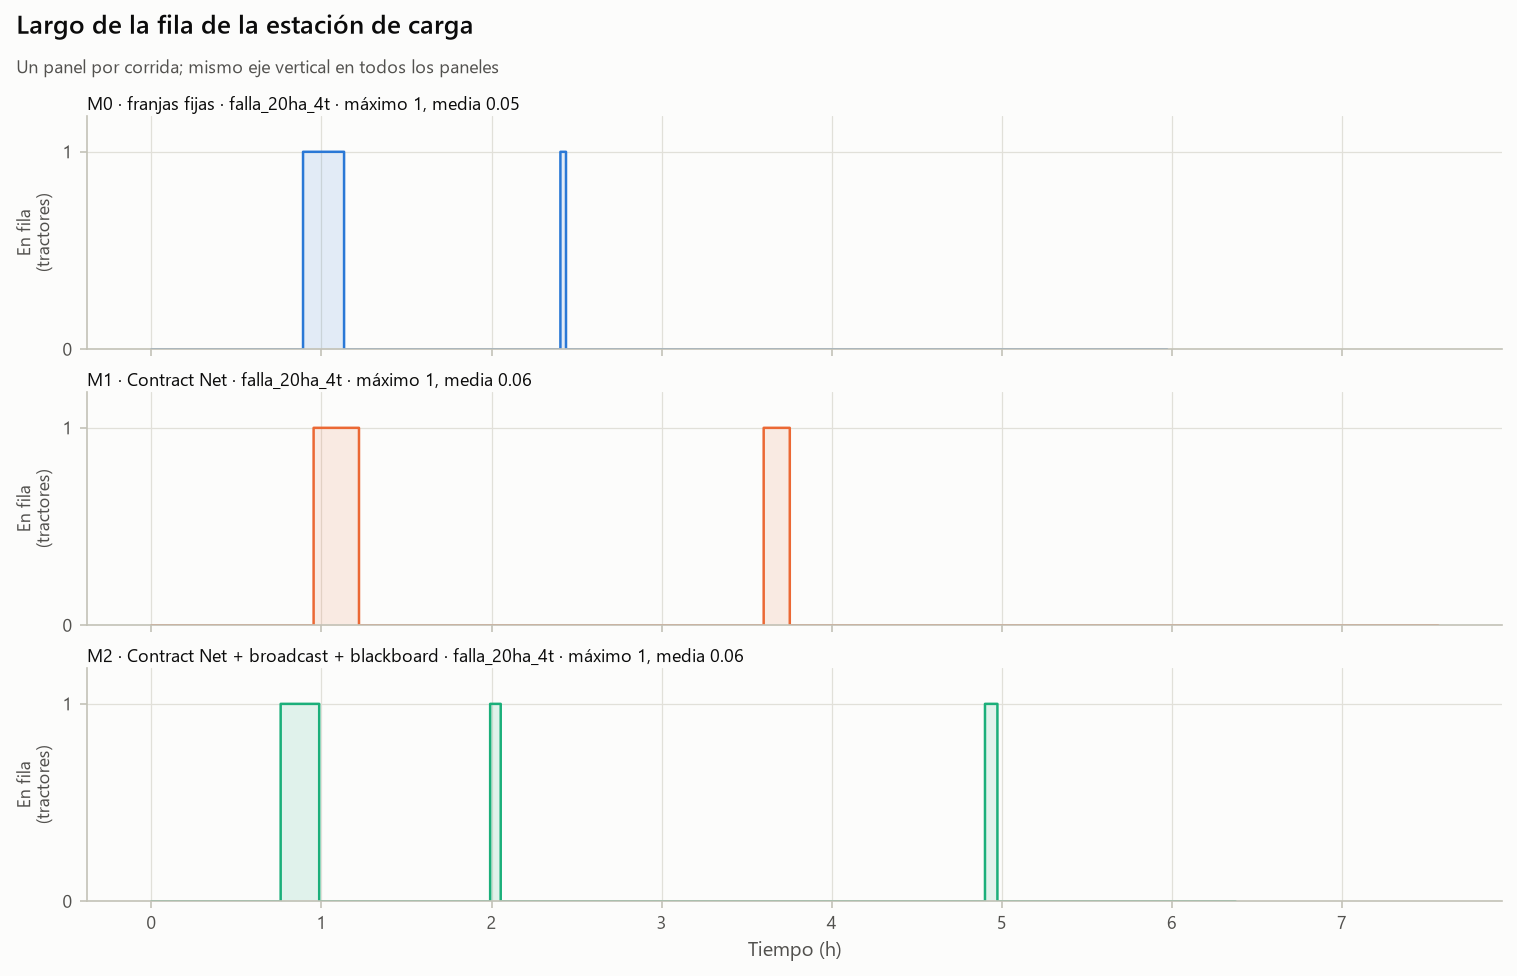 Largo de la fila de la estación de carga
Un panel por corrida; mismo eje vertical en todos los paneles
M0 · franjas fijas · falla_20ha_4t · máximo 1, media 0.05
1
En fila
(tractores)
0
M1 · Contract Net · falla_20ha_4t · máximo 1, media 0.06
1
En fila
(tractores)
0
M2 · Contract Net + broadcast + blackboard · falla_20ha_4t · máximo 1, media 0.06
1
En fila
(tractores)
0
0 1 2 3 4 5 6 7
Tiempo (h)